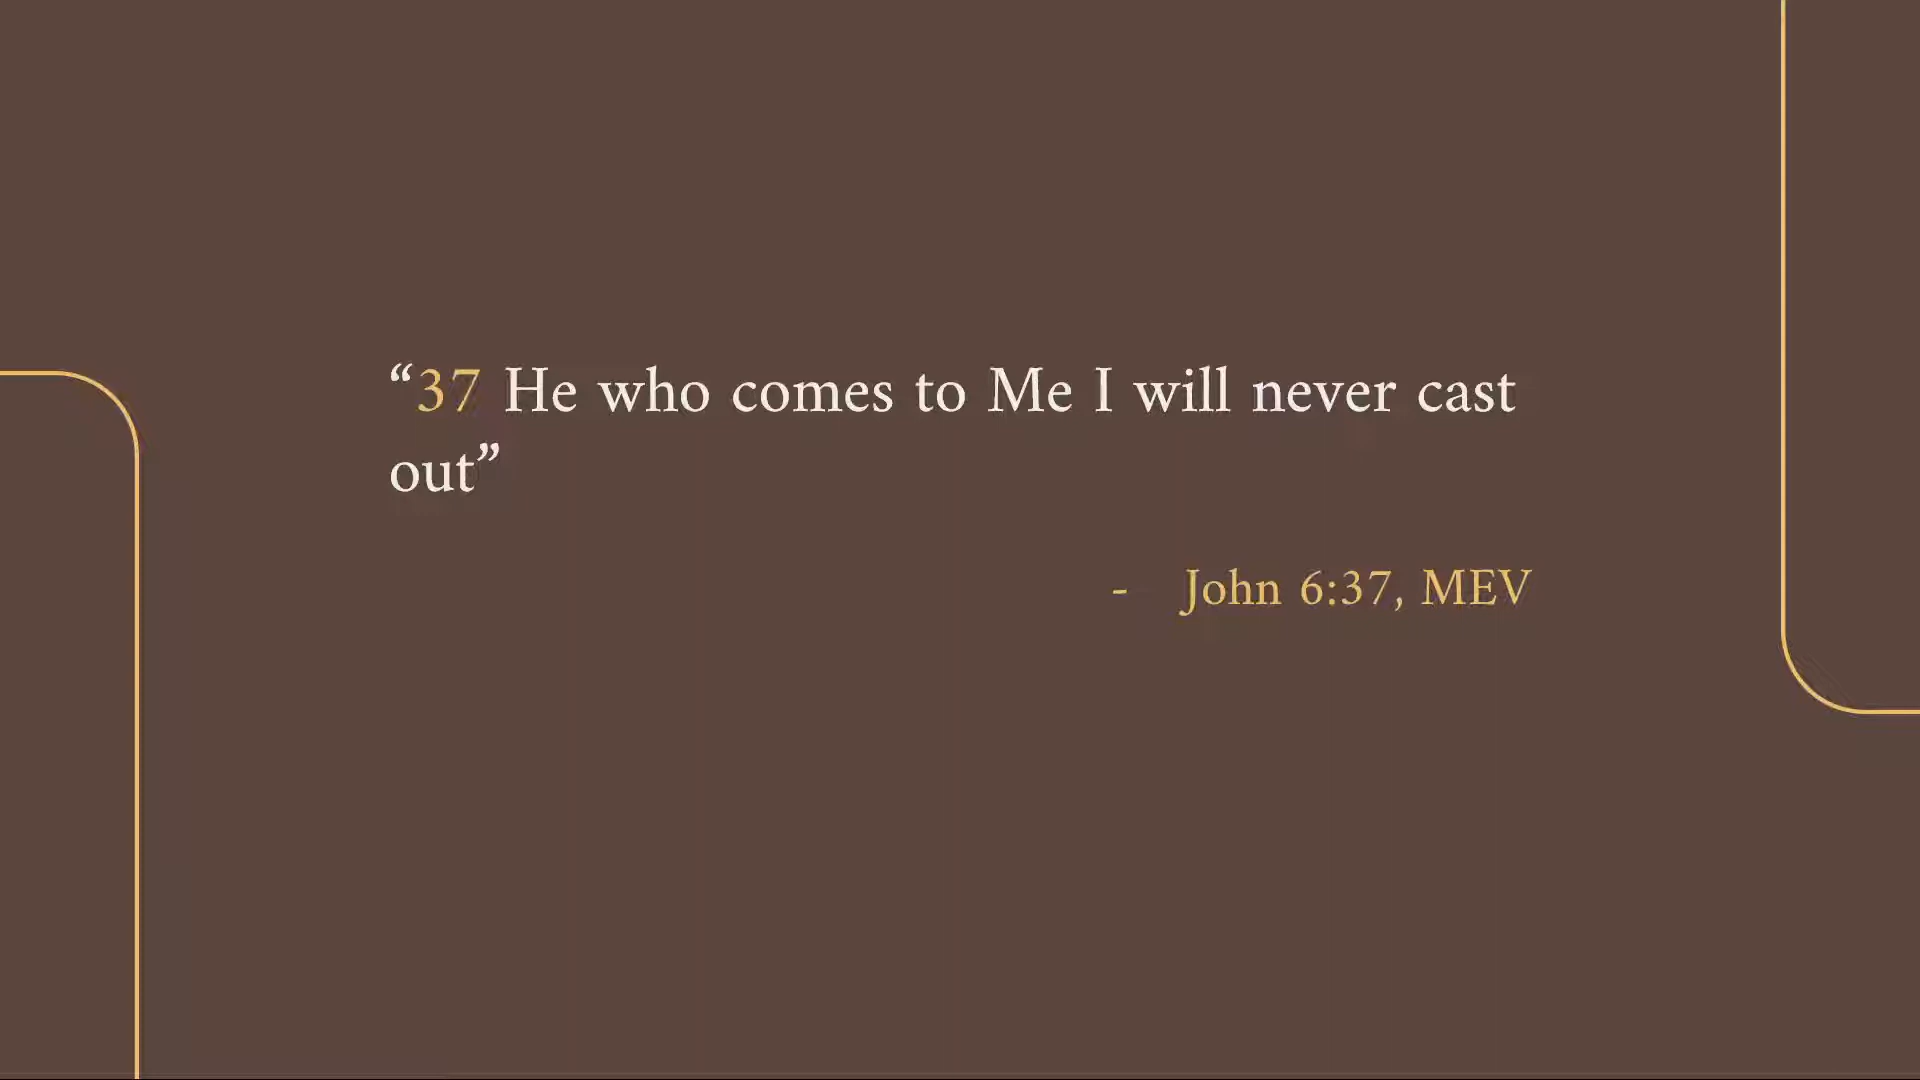 “37 He who comes to Me I will never cast
out”
- John 6:37, MEV